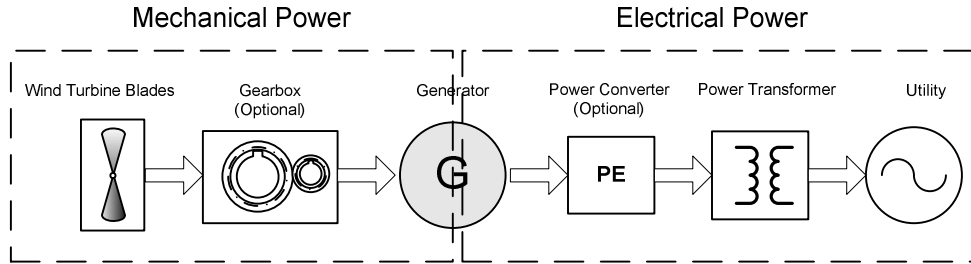 Mechanical Power
Electrical Power
Wind Turbine Blades
Gearbox
(Optional)
Generator
Power Converter
(Optional)
Power Transformer
Utility
G
PE